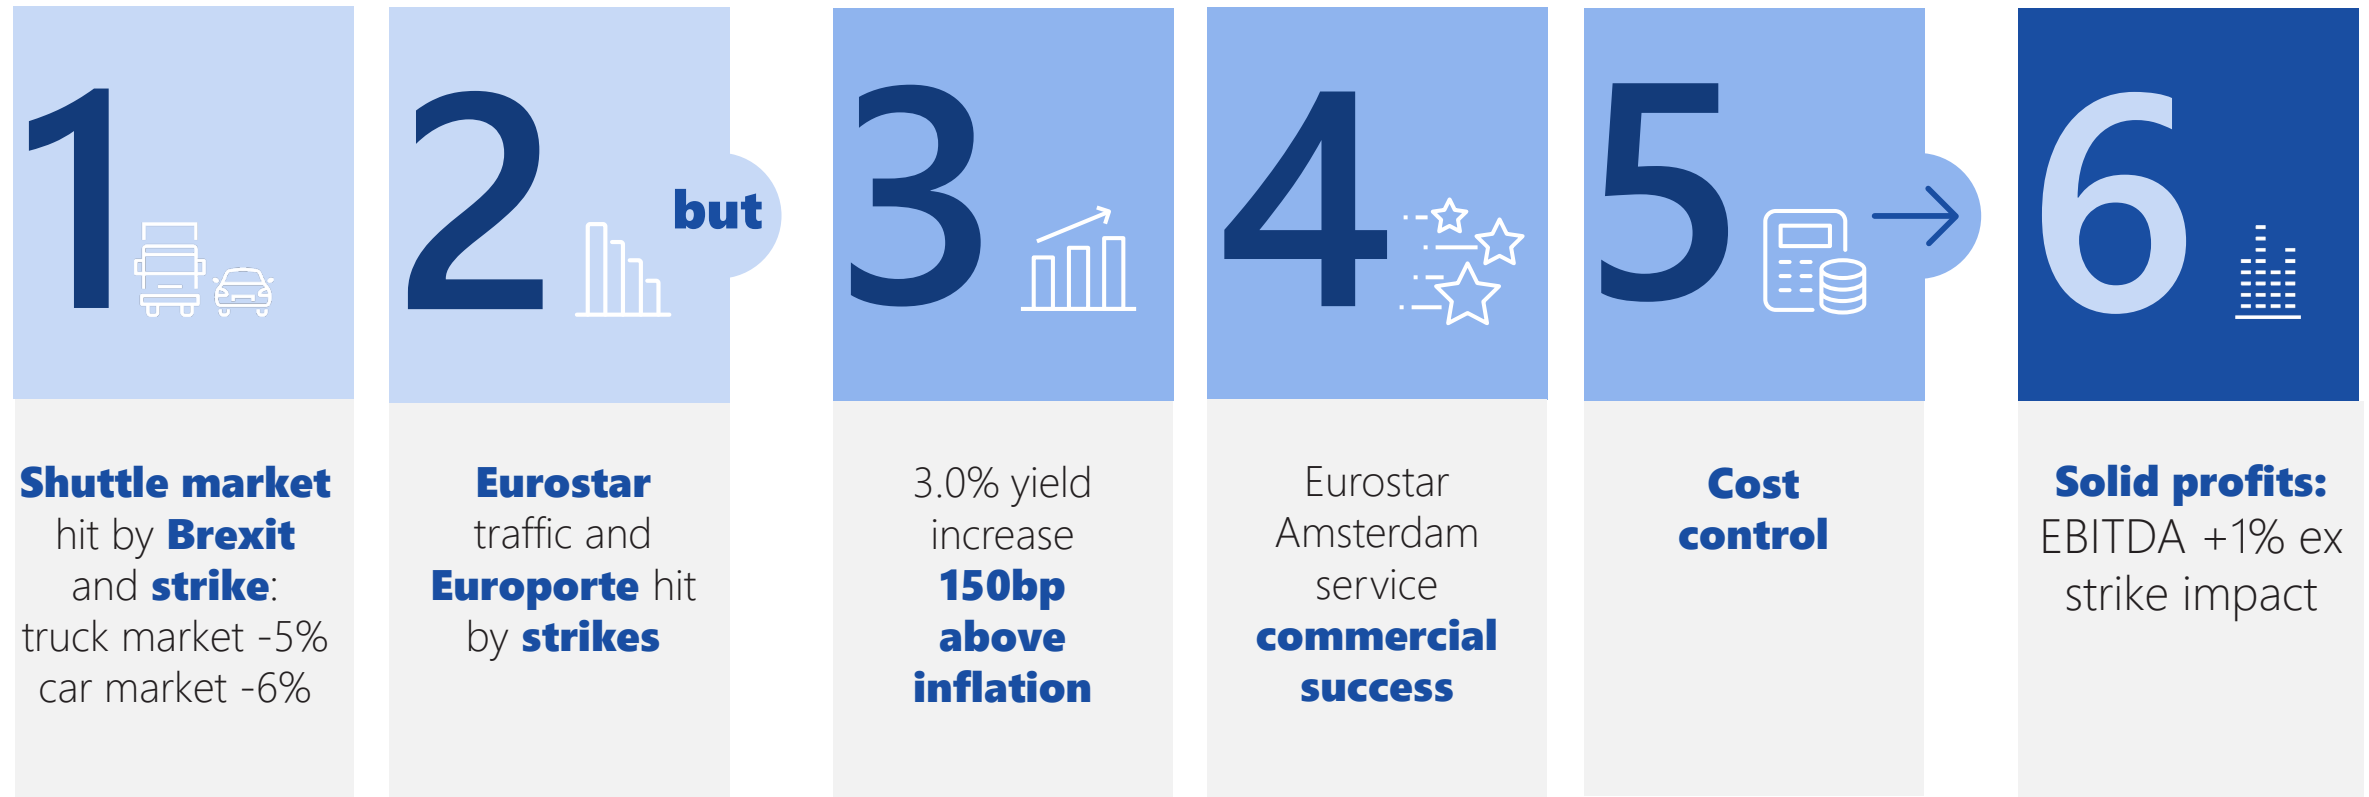 1
Shuttle market
hit by Brexit
and strike:
truck market -5%
car market -6%
2
but
Eurostar
traffic and
Europorte hit
by strikes
3
3.0% yield
increase
150bp
above
inflation
4
Eurostar
Amsterdam
service
commercial
success
5
Cost
control
6
Solid profits:
EBITDA +1% ex
strike impact